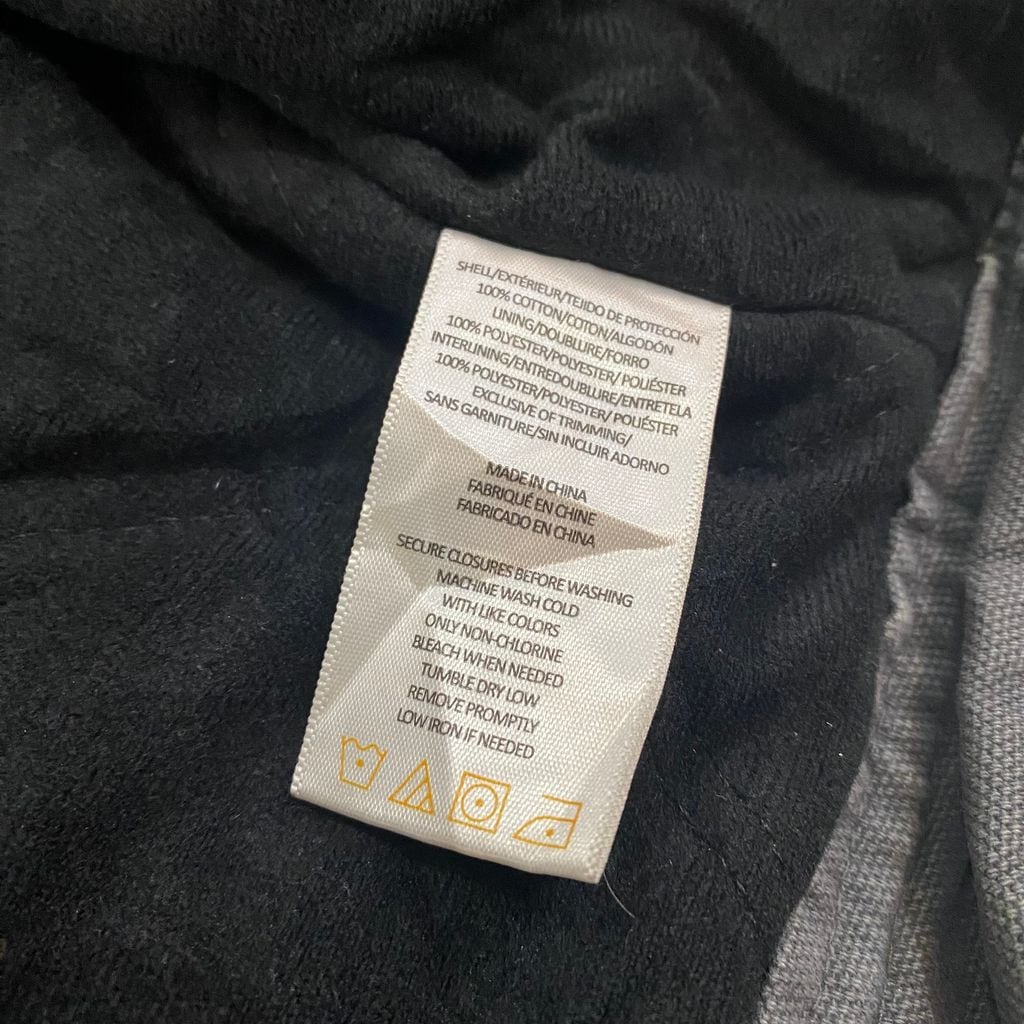 SHELL/EXTÉRIEUR/TEJIDO DE PROTECCIÓN
100% COTTON/COTON/ALGODÓN
LINING/DOUBLURE/FORRO
100% POLYESTER/POLYESTER/ POLIÉSTER
INTERLINING/ENTREDOUBLURE/ENTRETELA
100% POLYESTER/POLYESTER/ POLIÉSTER
EXCLUSIVE OF TRIMMING/
SANS GARNITURE/SIN INCLUIR ADORNO
MADE IN CHINA
FABRIQUÉ EN CHINE
FABRICADO EN CHINA
SECURE CLOSURES BEFORE WASHING
MACHINE WASH COLD
WITH LIKE COLORS
ONLY NON-CHLORINE
BLEACH WHEN NEEDED
TUMBLE DRY LOW
REMOVE PROMPTLY
LOW IRON IF NEEDED